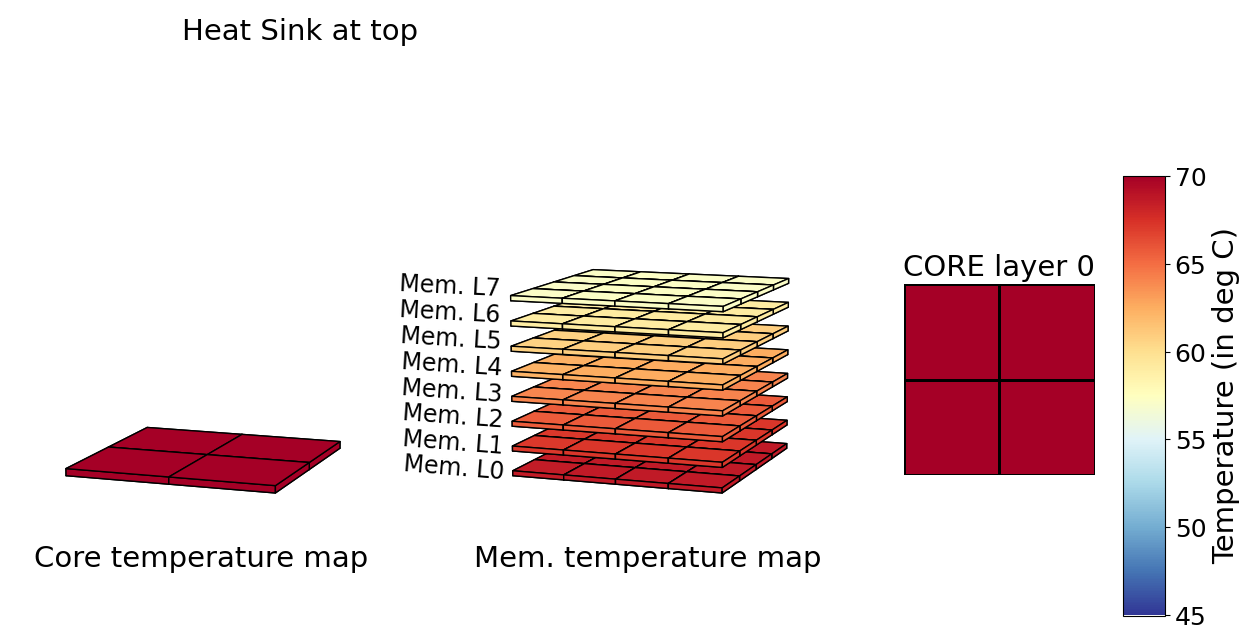 Heat Sink at top
Mem. L7
Mem. L6
Mem. L5
Mem. L4
Mem. L3
Mem. L2
Mem. L1
Mem. L0
Core temperature map
Mem. temperature map
CORE layer 0
70
65
60
55
50
45
Temperature (in deg C)